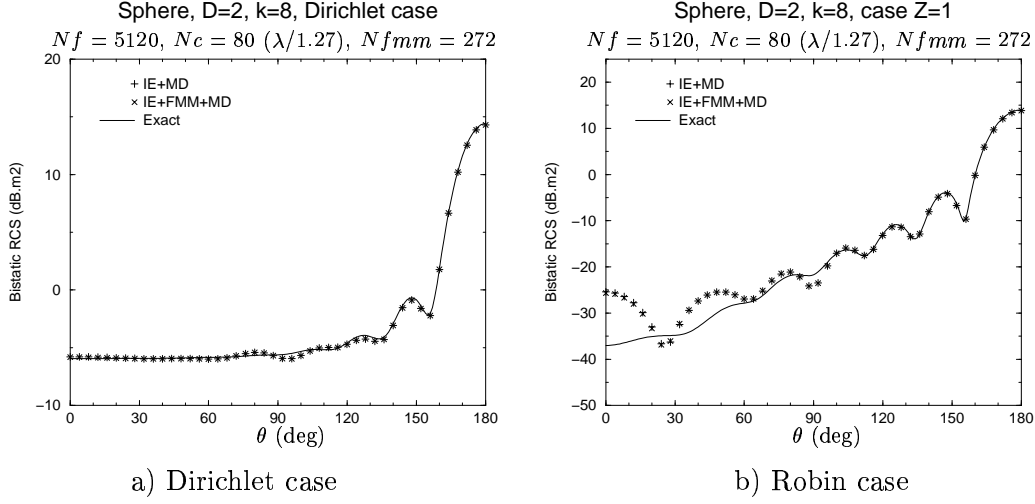 Sphere, D=2, k=8, Dirichlet case
Nf = 5120, Nc = 80 (λ/1.27), Nfmm = 272
20
10
0
−10
Bistatic RCS (dB.m2)
IE+MD
IE+FMM+MD
Exact
0 30 60 90 120 150 180
θ (deg)
a) Dirichlet case
Sphere, D=2, k=8, case Z=1
Nf = 5120, Nc = 80 (λ/1.27), Nfmm = 272
20
10
0
−10
−20
−30
−40
−50
Bistatic RCS (dB.m2)
IE+MD
IE+FMM+MD
Exact
0 30 60 90 120 150 180
θ (deg)
b) Robin case